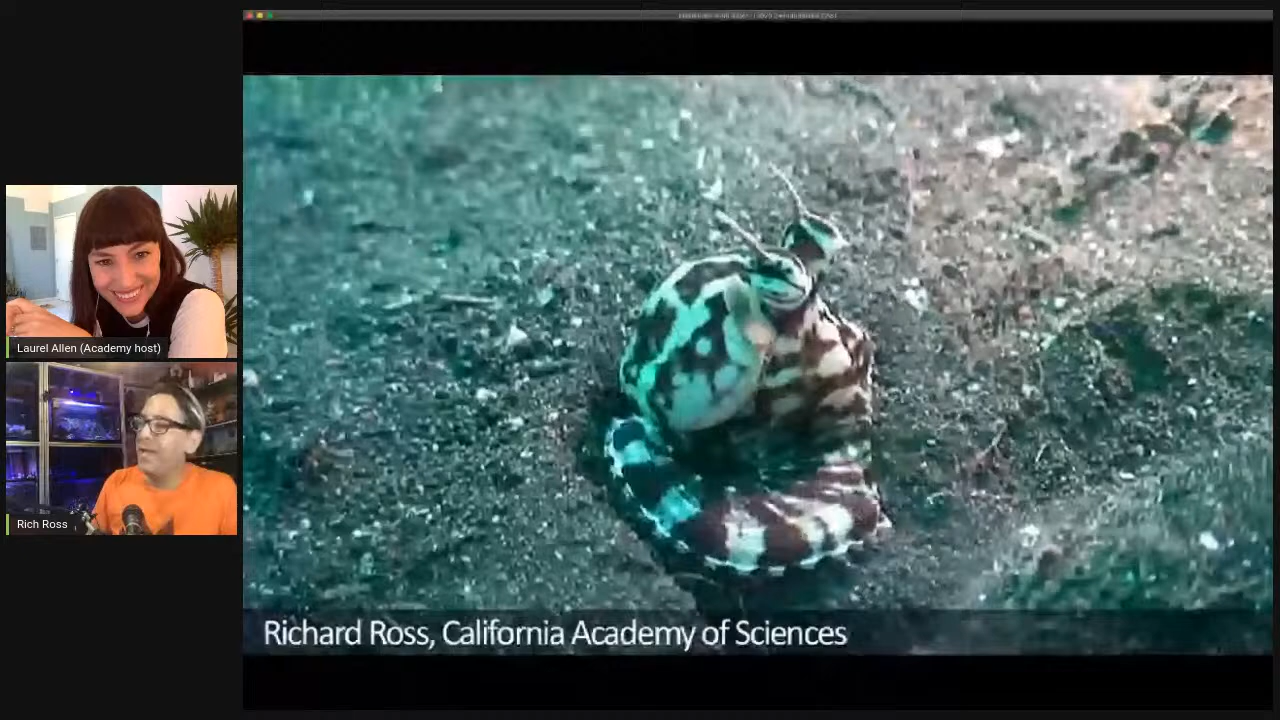 Laurel Allen (Academy host)
Rich Ross
Richard Ross, California Academy of Sciences